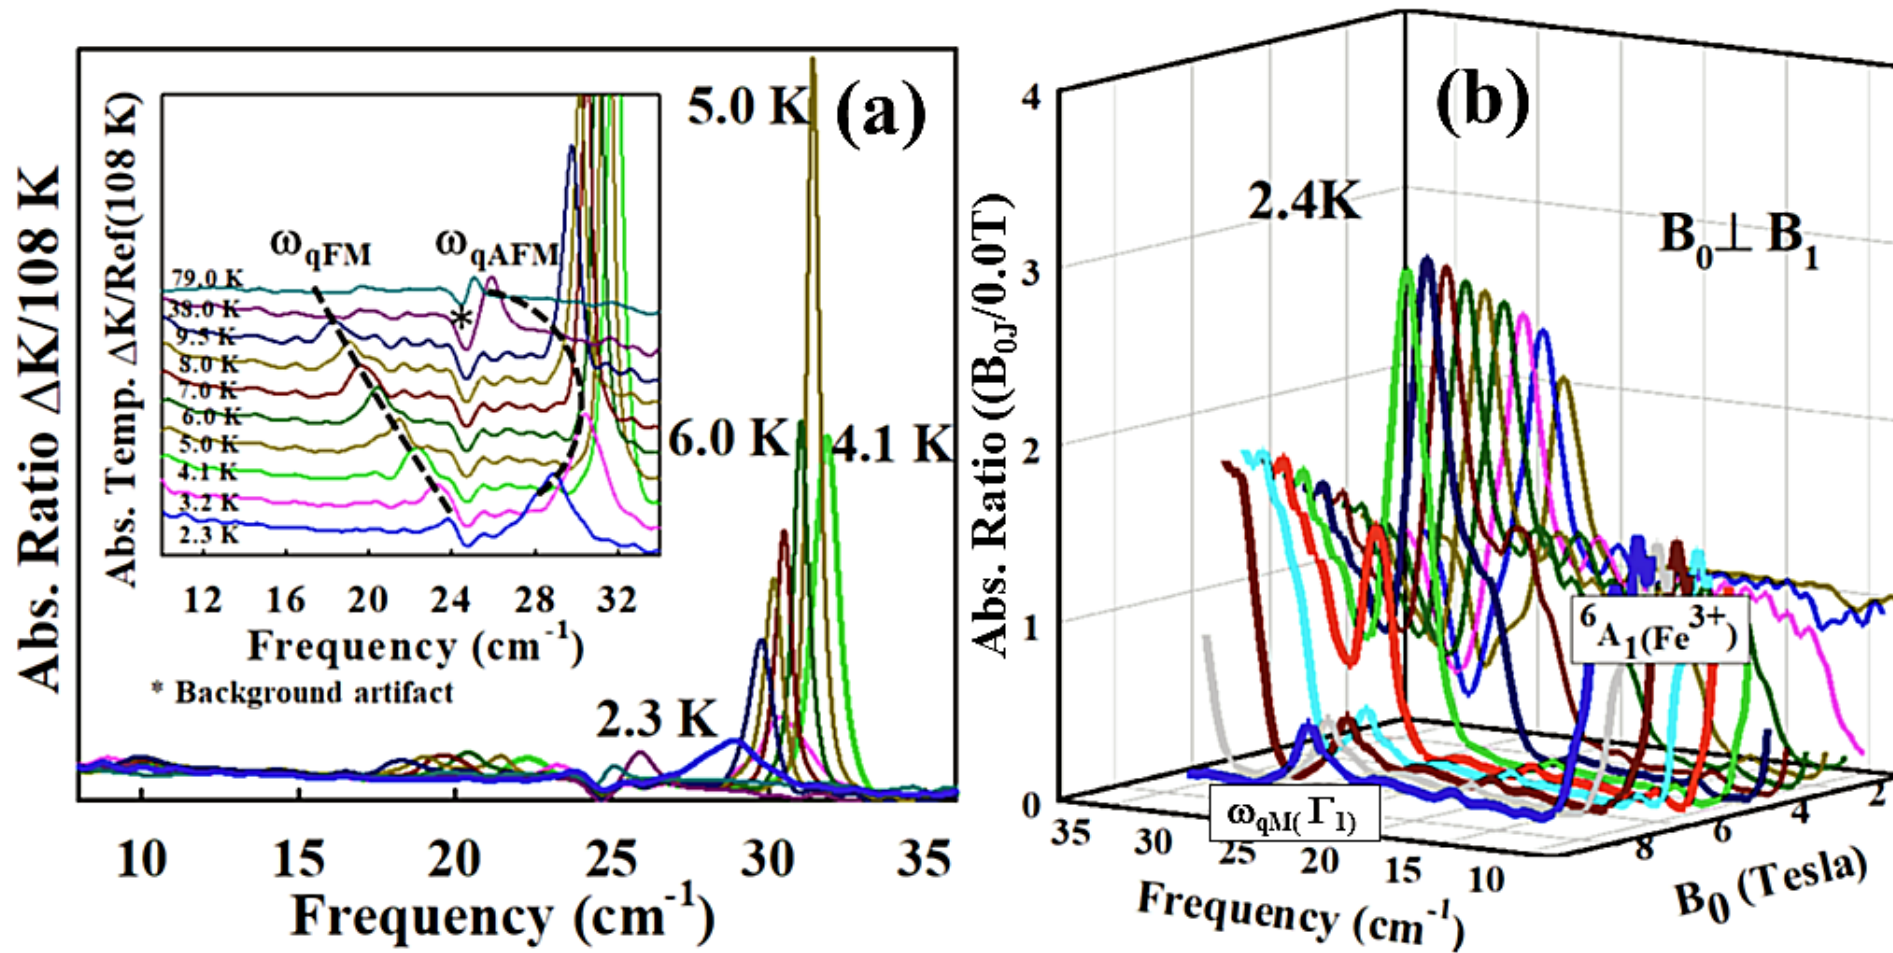 Abs. Ratio ΔK/108 K
(a)
5.0 K
6.0 K
4.1 K
2.3 K
Abs. Temp. ΔK/Ref(108 K)
ωqFM
ωqAFM
79.0 K
38.0 K
*
9.5 K
8.0 K
7.0 K
6.0 K
5.0 K
4.1 K
3.2 K
2.3 K
12 16 20 24 28 32
Frequency (cm-1)
* Background artifact
10 15 20 25 30 35
Frequency (cm-1)
(b)
Abs. Ratio ((B0J/0.0T)
4
3
2
1
0
2.4K
B0⊥ B1
6A1(Fe3+)
ωqM( Γ1)
35 30 25 20 15 10
Frequency (cm-1)
8 6 4 2
B0 (Tesla)